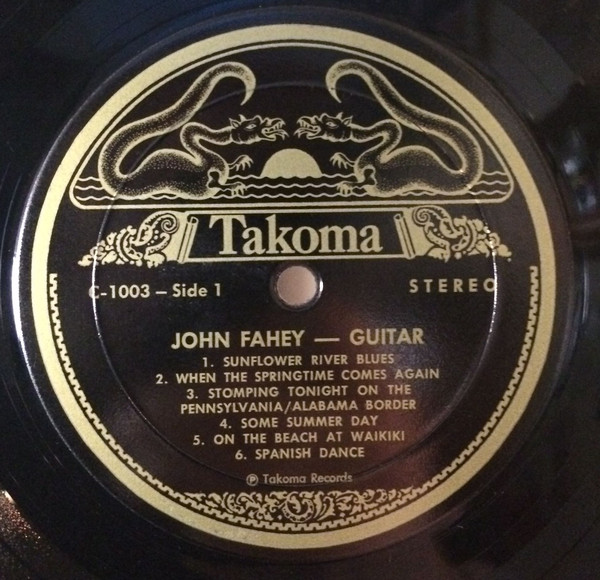 Takoma
C-1003 – Side 1
STEREO
JOHN FAHEY — GUITAR
1. SUNFLOWER RIVER BLUES
2. WHEN THE SPRINGTIME COMES AGAIN
3. STOMPING TONIGHT ON THE
PENNSYLVANIA/ALABAMA BORDER
4. SOME SUMMER DAY
5. ON THE BEACH AT WAIKIKI
6. SPANISH DANCE
℗ Takoma Records